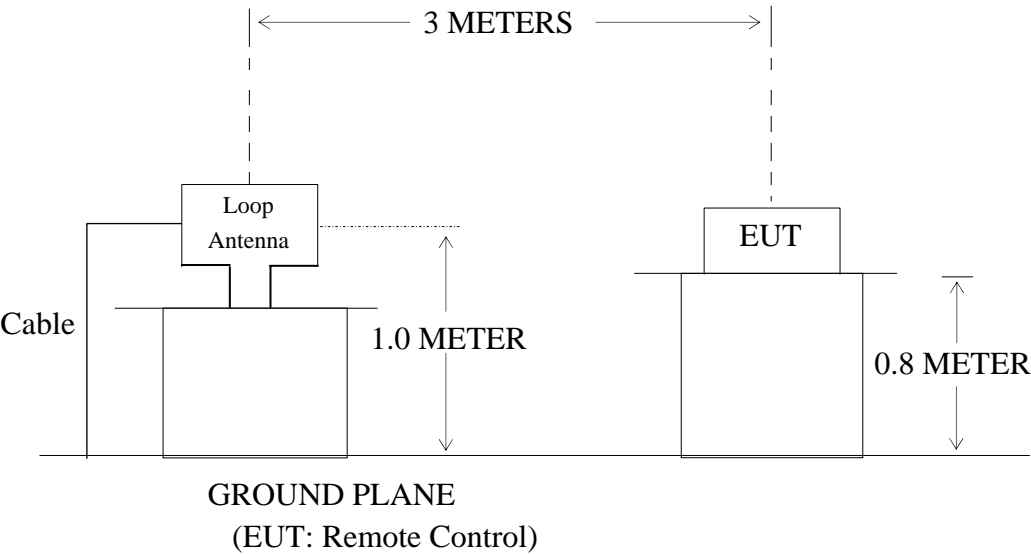 3 METERS
Loop
Antenna
EUT
Cable
1.0 METER
0.8 METER
GROUND PLANE
(EUT: Remote Control)